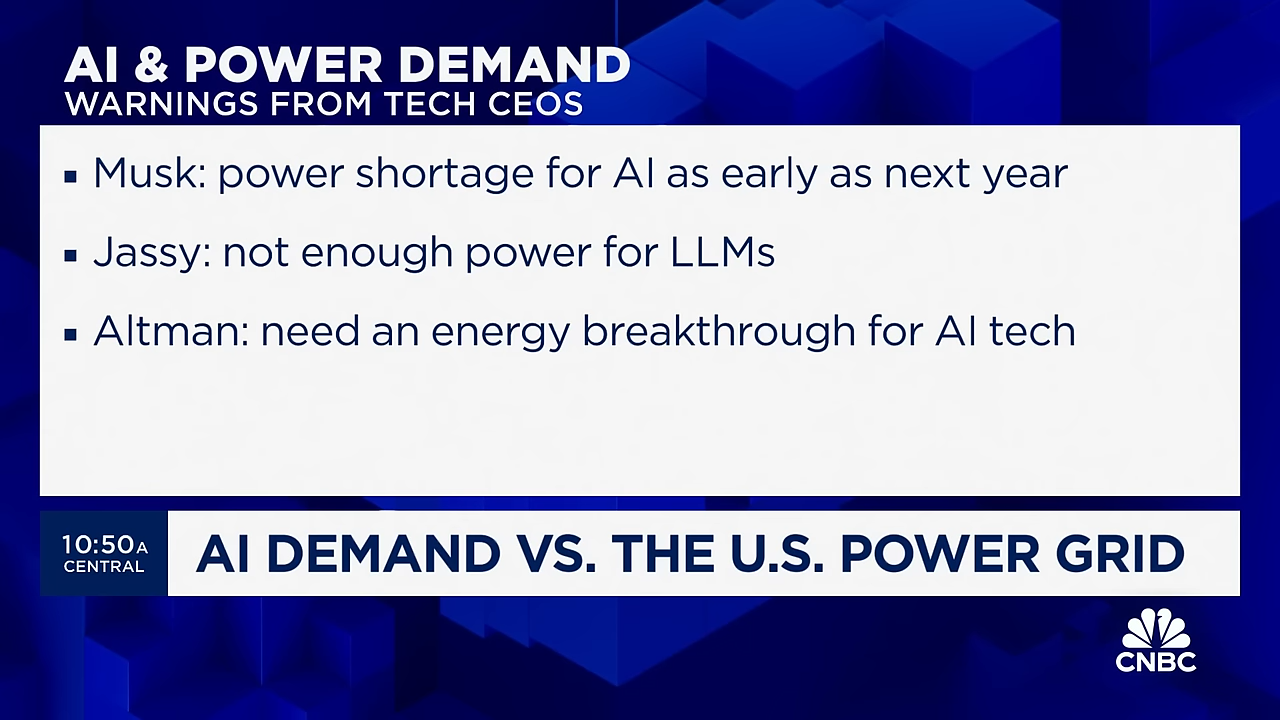 AI & POWER DEMAND
WARNINGS FROM TECH CEOS
▪ Musk: power shortage for AI as early as next year
▪ Jassy: not enough power for LLMs
▪ Altman: need an energy breakthrough for AI tech
10:50A
CENTRAL
AI DEMAND VS. THE U.S. POWER GRID
CNBC